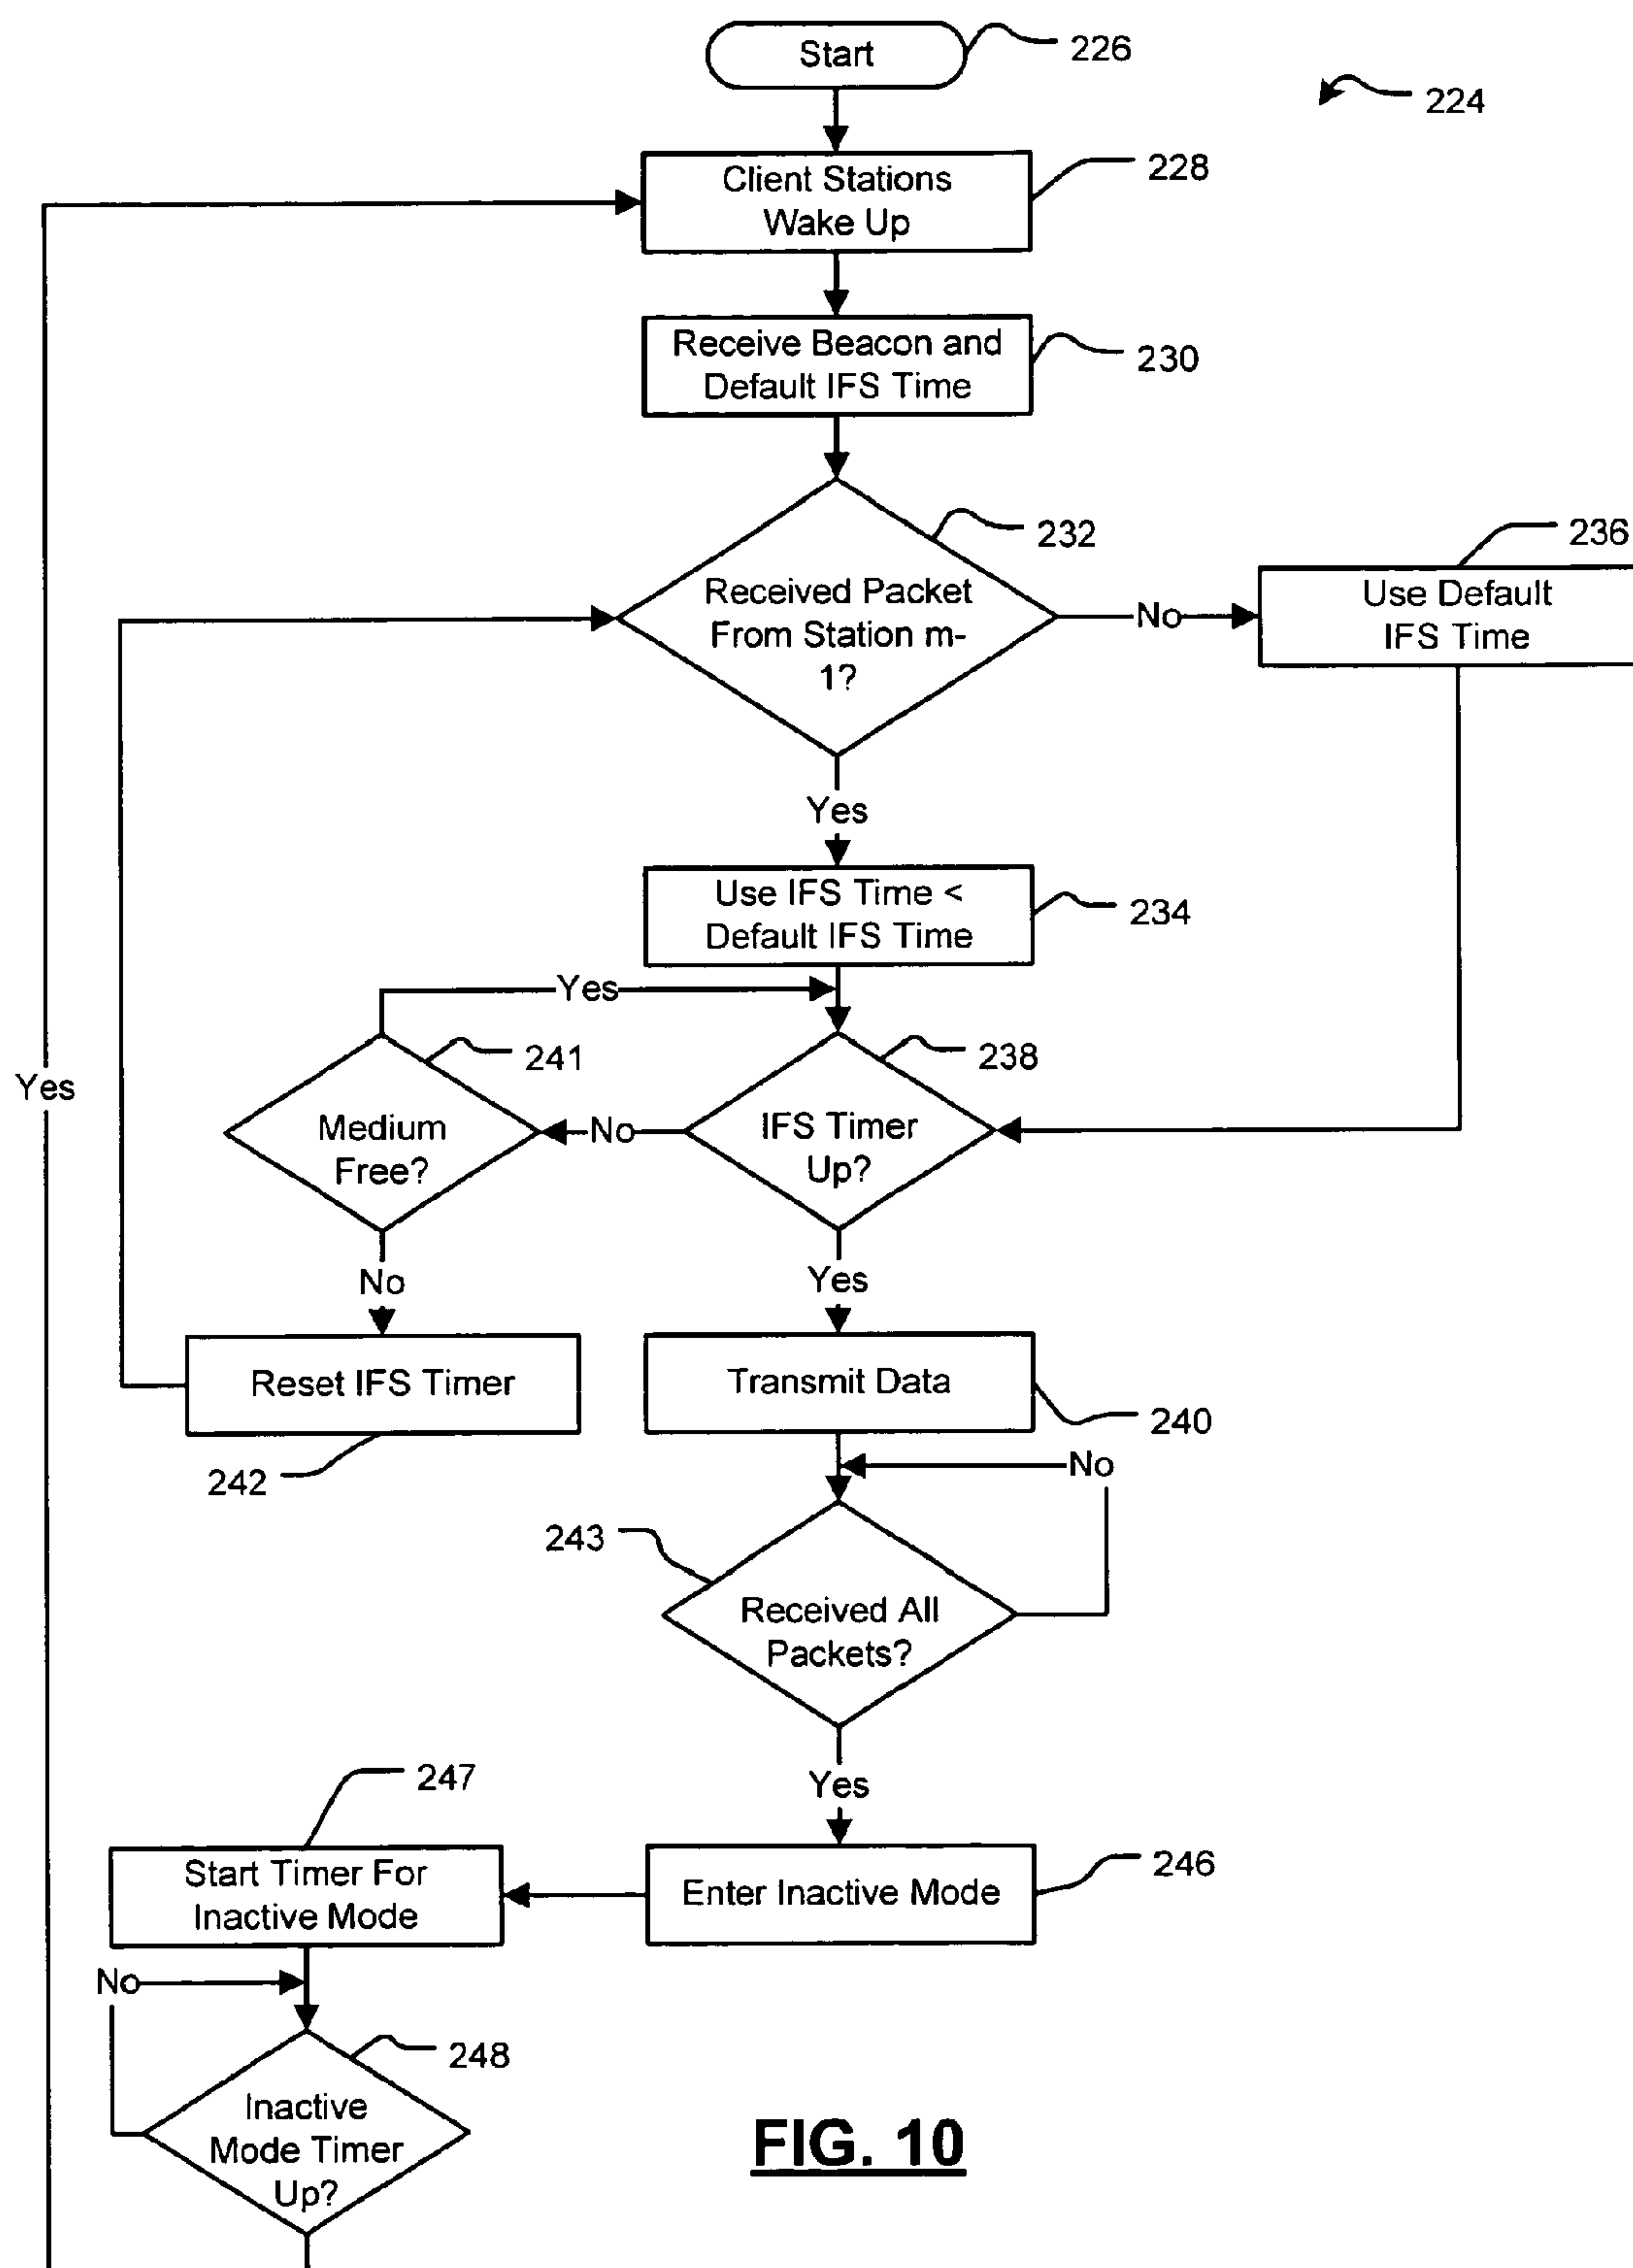 Start
226
224
Client Stations
Wake Up
228
Receive Beacon and
Default IFS Time
230
232
Received Packet
From Station m-
1?
No
236
Use Default
IFS Time
Yes
Use IFS Time <
Default IFS Time
234
Yes
241
238
Yes
Medium
Free?
No
IFS Timer
Up?
No
Yes
Reset IFS Timer
242
Transmit Data
240
No
243
Received All
Packets?
Yes
247
Start Timer For
Inactive Mode
Enter Inactive Mode
246
No
248
Inactive
Mode Timer
Up?
FIG. 10